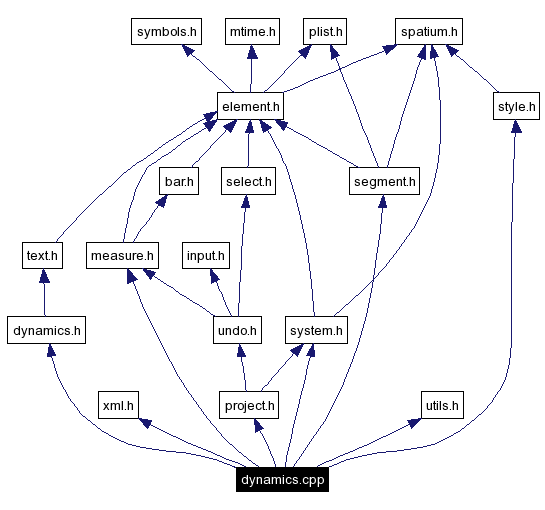 symbols.h
mtime.h
plist.h
spatium.h
element.h
style.h
bar.h
select.h
segment.h
text.h
measure.h
input.h
dynamics.h
undo.h
system.h
xml.h
project.h
utils.h
dynamics.cpp